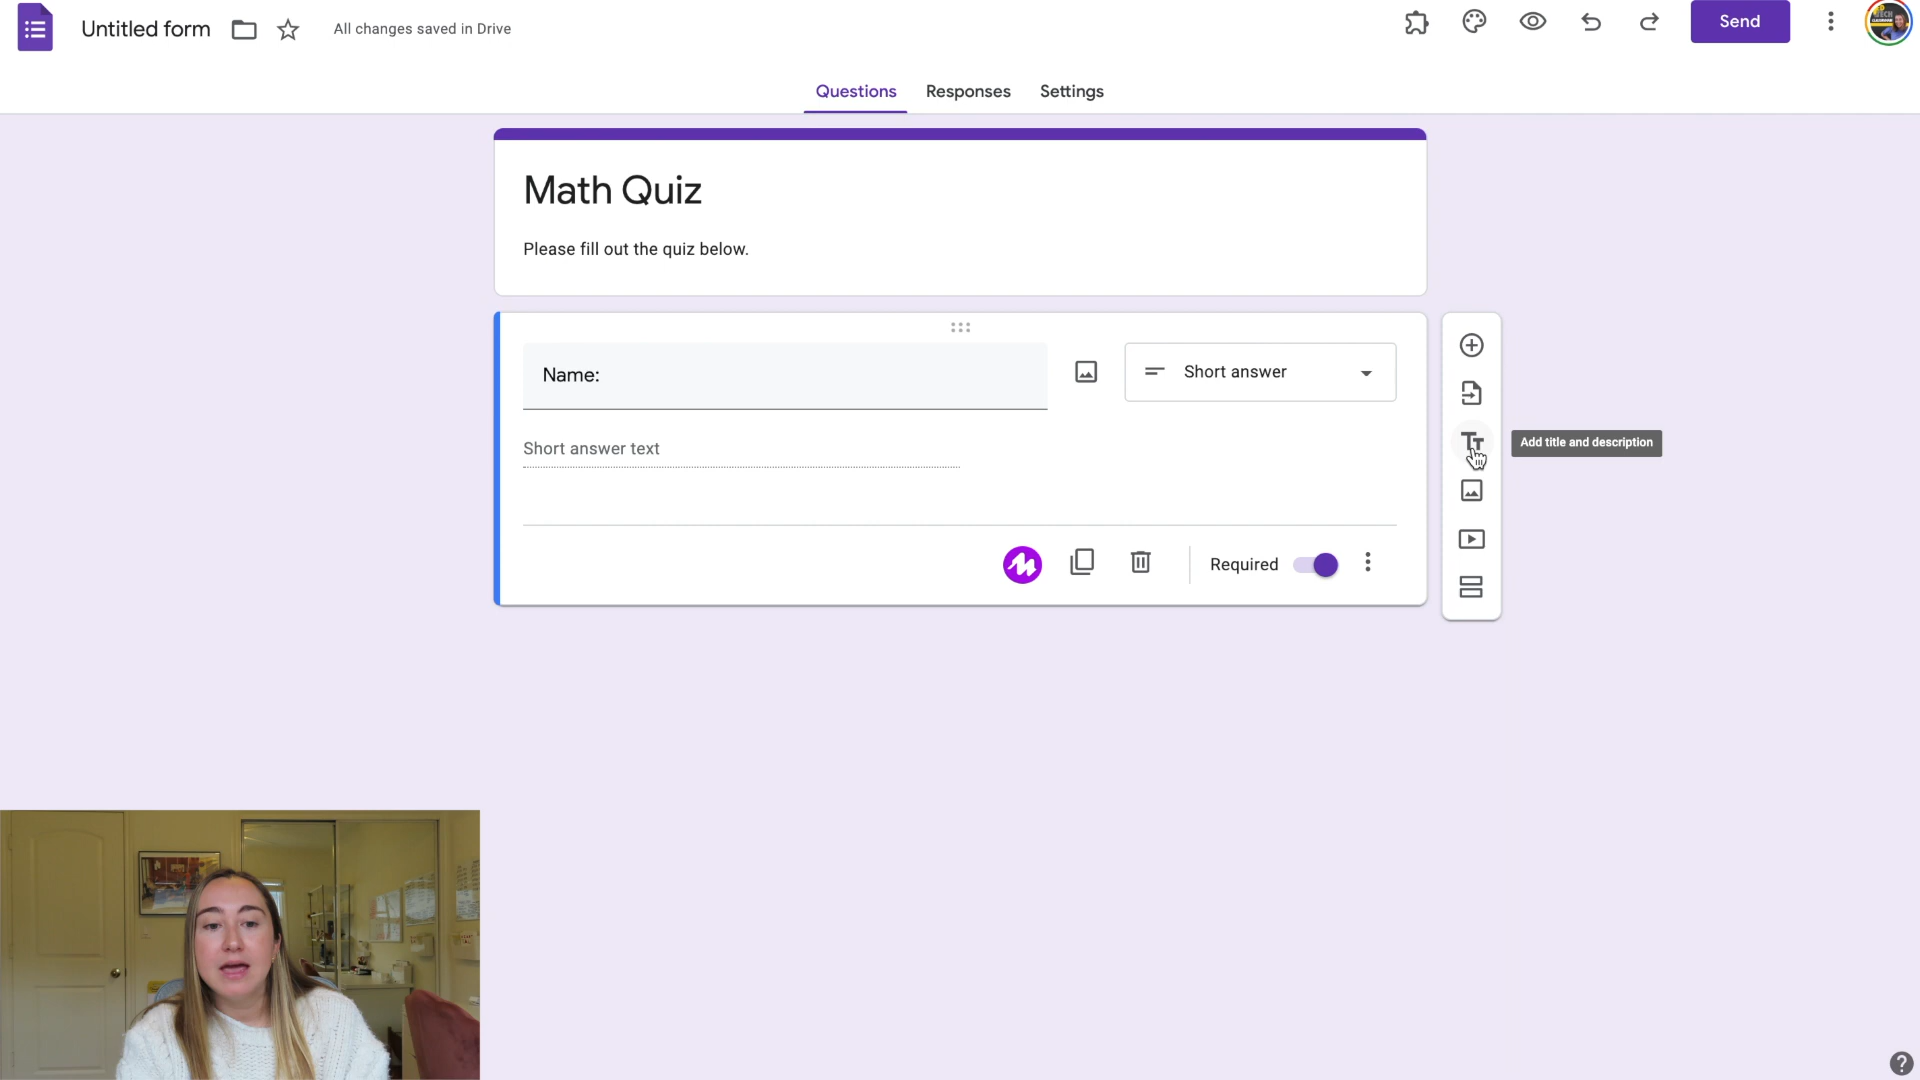 Untitled form
All changes saved in Drive
Send
Questions
Responses
Settings
Math Quiz
Please fill out the quiz below.
Name:
Short answer
Short answer text
Add title and description
Required